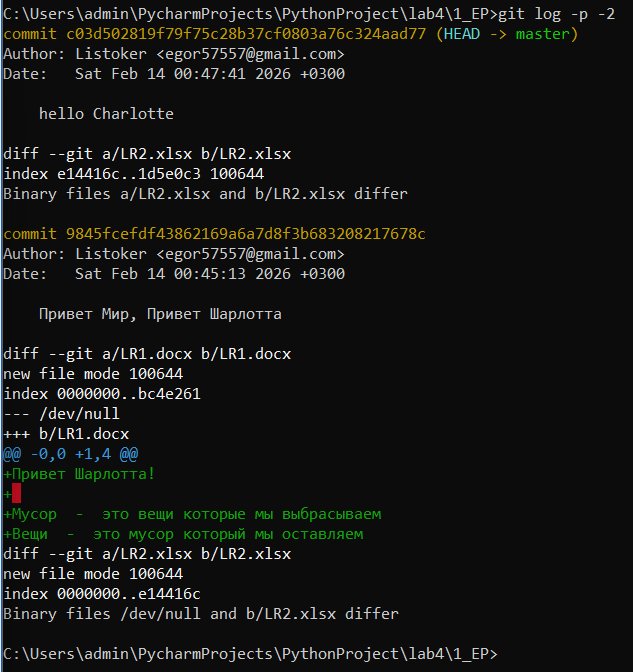 C:\Users\admin\PycharmProjects\PythonProject\lab4\1_EP>git log -p -2
commit c03d502819f79f75c28b37cf0803a76c324aad77 (HEAD -> master)
Author: Listoker <egor57557@gmail.com>
Date:   Sat Feb 14 00:47:41 2026 +0300

    hello Charlotte

diff --git a/LR2.xlsx b/LR2.xlsx
index e14416c..1d5e0c3 100644
Binary files a/LR2.xlsx and b/LR2.xlsx differ

commit 9845fcefdf43862169a6a7d8f3b683208217678c
Author: Listoker <egor57557@gmail.com>
Date:   Sat Feb 14 00:45:13 2026 +0300

    Привет Мир, Привет Шарлотта

diff --git a/LR1.docx b/LR1.docx
new file mode 100644
index 0000000..bc4e261
--- /dev/null
+++ b/LR1.docx
@@ -0,0 +1,4 @@
+Привет Шарлотта!
+
+Мусор  -  это вещи которые мы выбрасываем
+Вещи  -  это мусор который мы оставляем
diff --git a/LR2.xlsx b/LR2.xlsx
new file mode 100644
index 0000000..e14416c
Binary files /dev/null and b/LR2.xlsx differ

C:\Users\admin\PycharmProjects\PythonProject\lab4\1_EP>